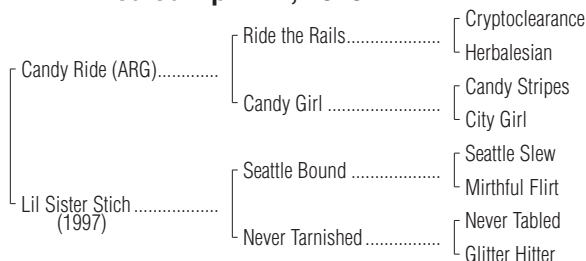 Cryptoclearance
Ride the Rails
Herbalesian
Candy Ride (ARG)
Candy Stripes
Candy Girl
City Girl
Seattle Slew
Seattle Bound
Mirthful Flirt
Lil Sister Stich
(1997)
Never Tabled
Never Tarnished
Glitter Hitter